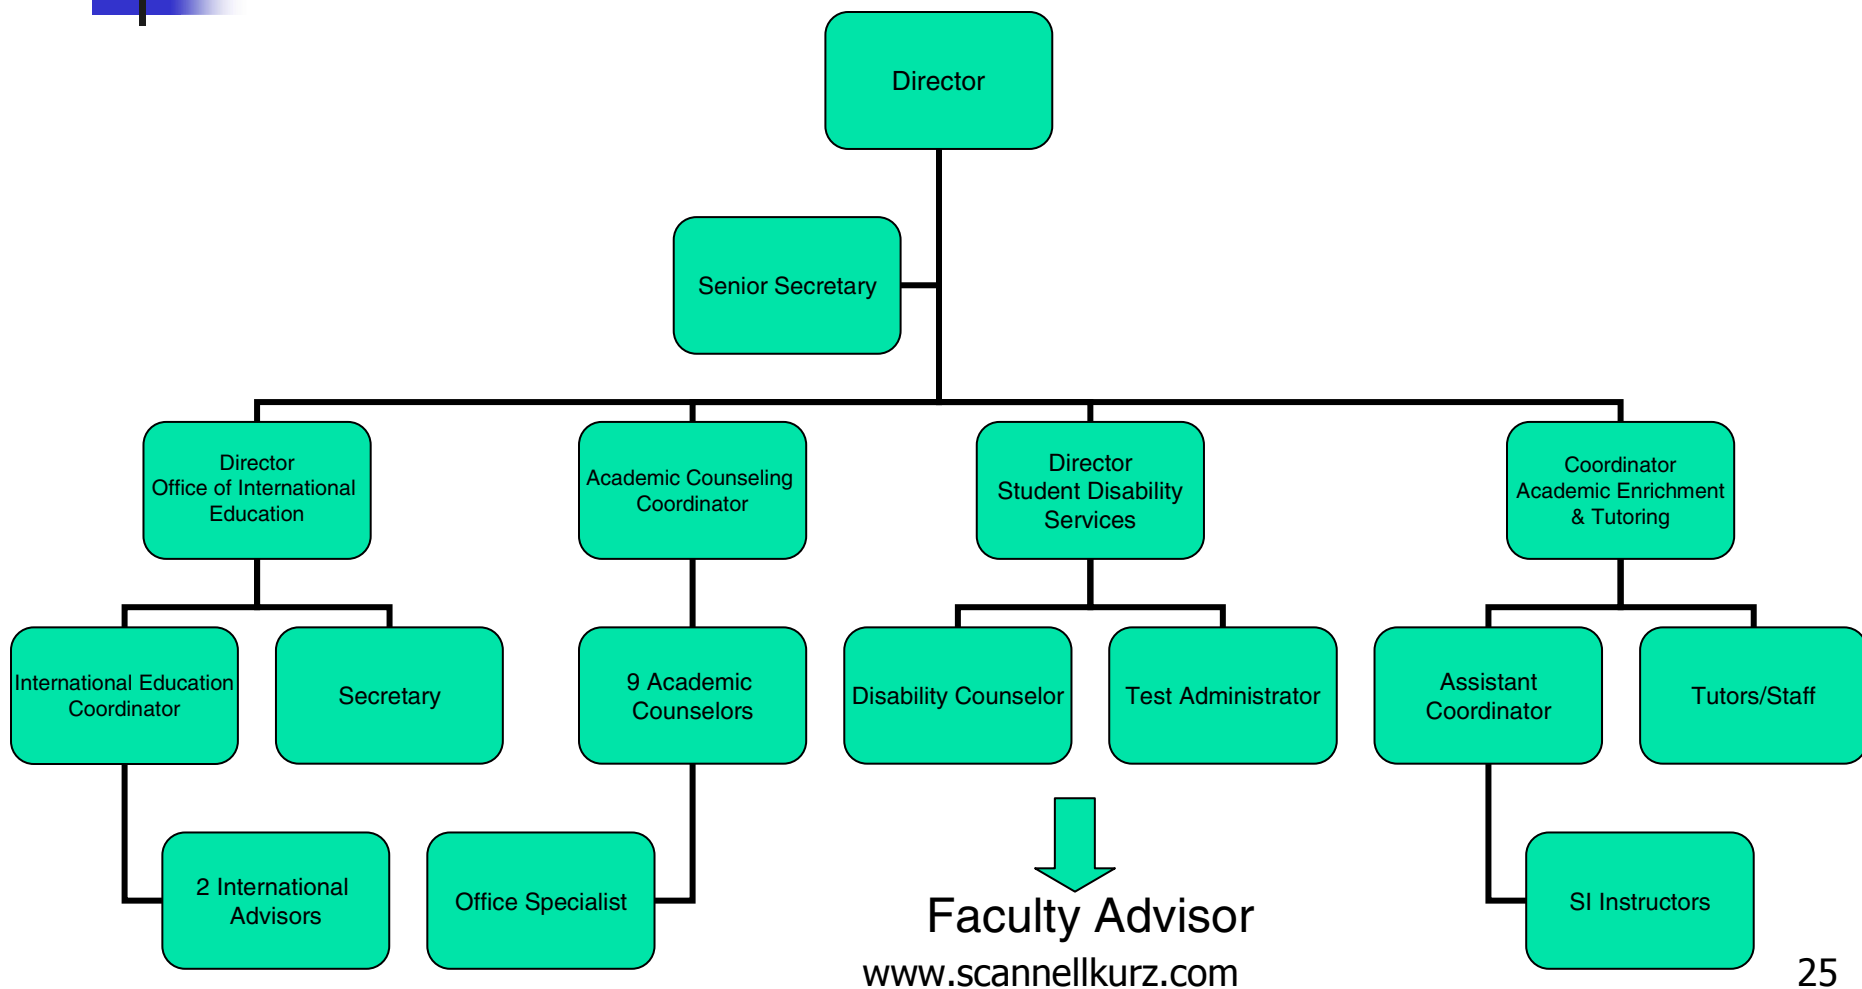 Director
Senior Secretary
Director
Office of International
Education
Academic Counseling
Coordinator
Director
Student Disability
Services
Coordinator
Academic Enrichment
& Tutoring
International Education
Coordinator
Secretary
9 Academic
Counselors
Disability Counselor
Test Administrator
Assistant
Coordinator
Tutors/Staff
2 International
Advisors
Office Specialist
SI Instructors
Faculty Advisor
www.scannellkurz.com
25